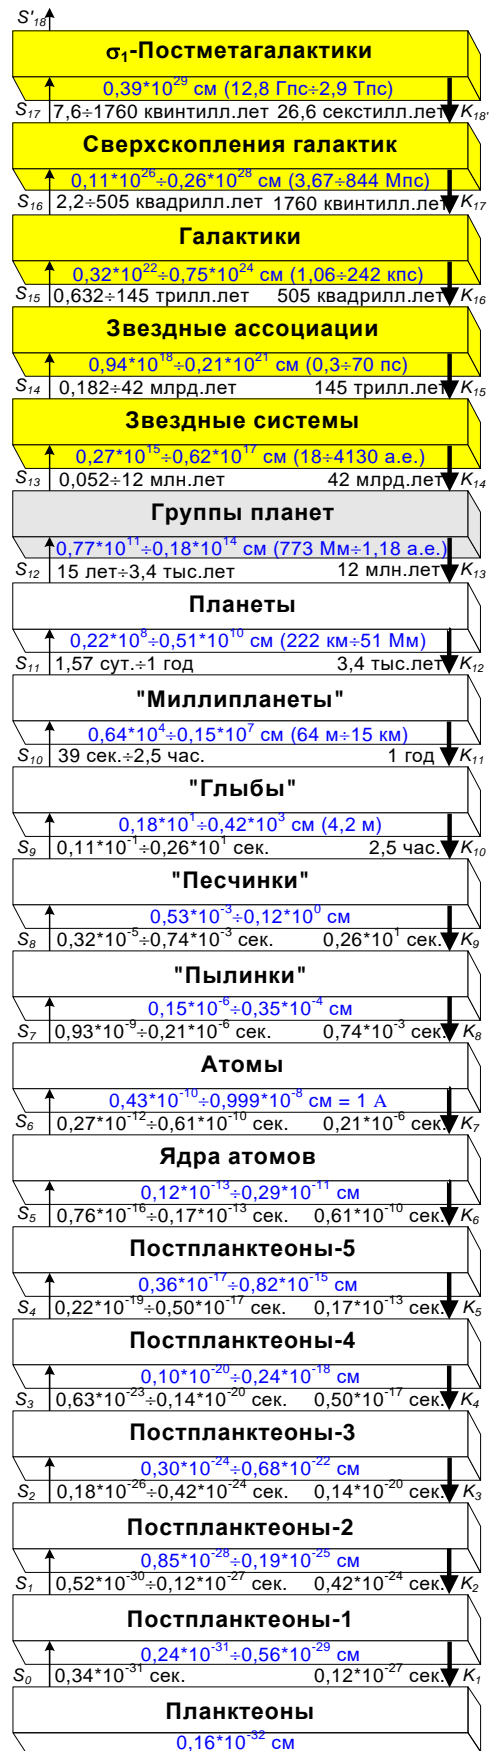 S'18
σ1-Постметагалактики
0,39*10^29 см (12,8 Гпс÷2,9 Тпс)
S17 7,6÷1760 квинтилл.лет 26,6 секстилл.лет K18'
Сверхскопления галактик
0,11*10^26÷0,26*10^28 см (3,67÷844 Мпс)
S16 2,2÷505 квадрилл.лет 1760 квинтилл.лет K17
Галактики
0,32*10^22÷0,75*10^24 см (1,06÷242 кпс)
S15 0,632÷145 трилл.лет 505 квадрилл.лет K16
Звездные ассоциации
0,94*10^18÷0,21*10^21 см (0,3÷70 пс)
S14 0,182÷42 млрд.лет 145 трилл.лет K15
Звездные системы
0,27*10^15÷0,62*10^17 см (18÷4130 а.е.)
S13 0,052÷12 млн.лет 42 млрд.лет K14
Группы планет
0,77*10^11÷0,18*10^14 см (773 Мм÷1,18 а.е.)
S12 15 лет÷3,4 тыс.лет 12 млн.лет K13
Планеты
0,22*10^8÷0,51*10^10 см (222 км÷51 Мм)
S11 1,57 сут.÷1 год 3,4 тыс.лет K12
"Миллипланеты"
0,64*10^4÷0,15*10^7 см (64 м÷15 км)
S10 39 сек.÷2,5 час. 1 год K11
"Глыбы"
0,18*10^1÷0,42*10^3 см (4,2 м)
S9 0,11*10^-1÷0,26*10^1 сек. 2,5 час. K10
"Песчинки"
0,53*10^-3÷0,12*10^0 см
S8 0,32*10^-5÷0,74*10^-3 сек. 0,26*10^1 сек. K9
"Пылинки"
0,15*10^-6÷0,35*10^-4 см
S7 0,93*10^-9÷0,21*10^-6 сек. 0,74*10^-3 сек. K8
Атомы
0,43*10^-10÷0,999*10^-8 см = 1 А
S6 0,27*10^-12÷0,61*10^-10 сек. 0,21*10^-6 сек. K7
Ядра атомов
0,12*10^-13÷0,29*10^-11 см
S5 0,76*10^-16÷0,17*10^-13 сек. 0,61*10^-10 сек. K6
Постпланктеоны-5
0,36*10^-17÷0,82*10^-15 см
S4 0,22*10^-19÷0,50*10^-17 сек. 0,17*10^-13 сек. K5
Постпланктеоны-4
0,10*10^-20÷0,24*10^-18 см
S3 0,63*10^-23÷0,14*10^-20 сек. 0,50*10^-17 сек. K4
Постпланктеоны-3
0,30*10^-24÷0,68*10^-22 см
S2 0,18*10^-26÷0,42*10^-24 сек. 0,14*10^-20 сек. K3
Постпланктеоны-2
0,85*10^-28÷0,19*10^-25 см
S1 0,52*10^-30÷0,12*10^-27 сек. 0,42*10^-24 сек. K2
Постпланктеоны-1
0,24*10^-31÷0,56*10^-29 см
S0 0,34*10^-31 сек. 0,12*10^-27 сек. K1
Планктеоны
0,16*10^-32 см